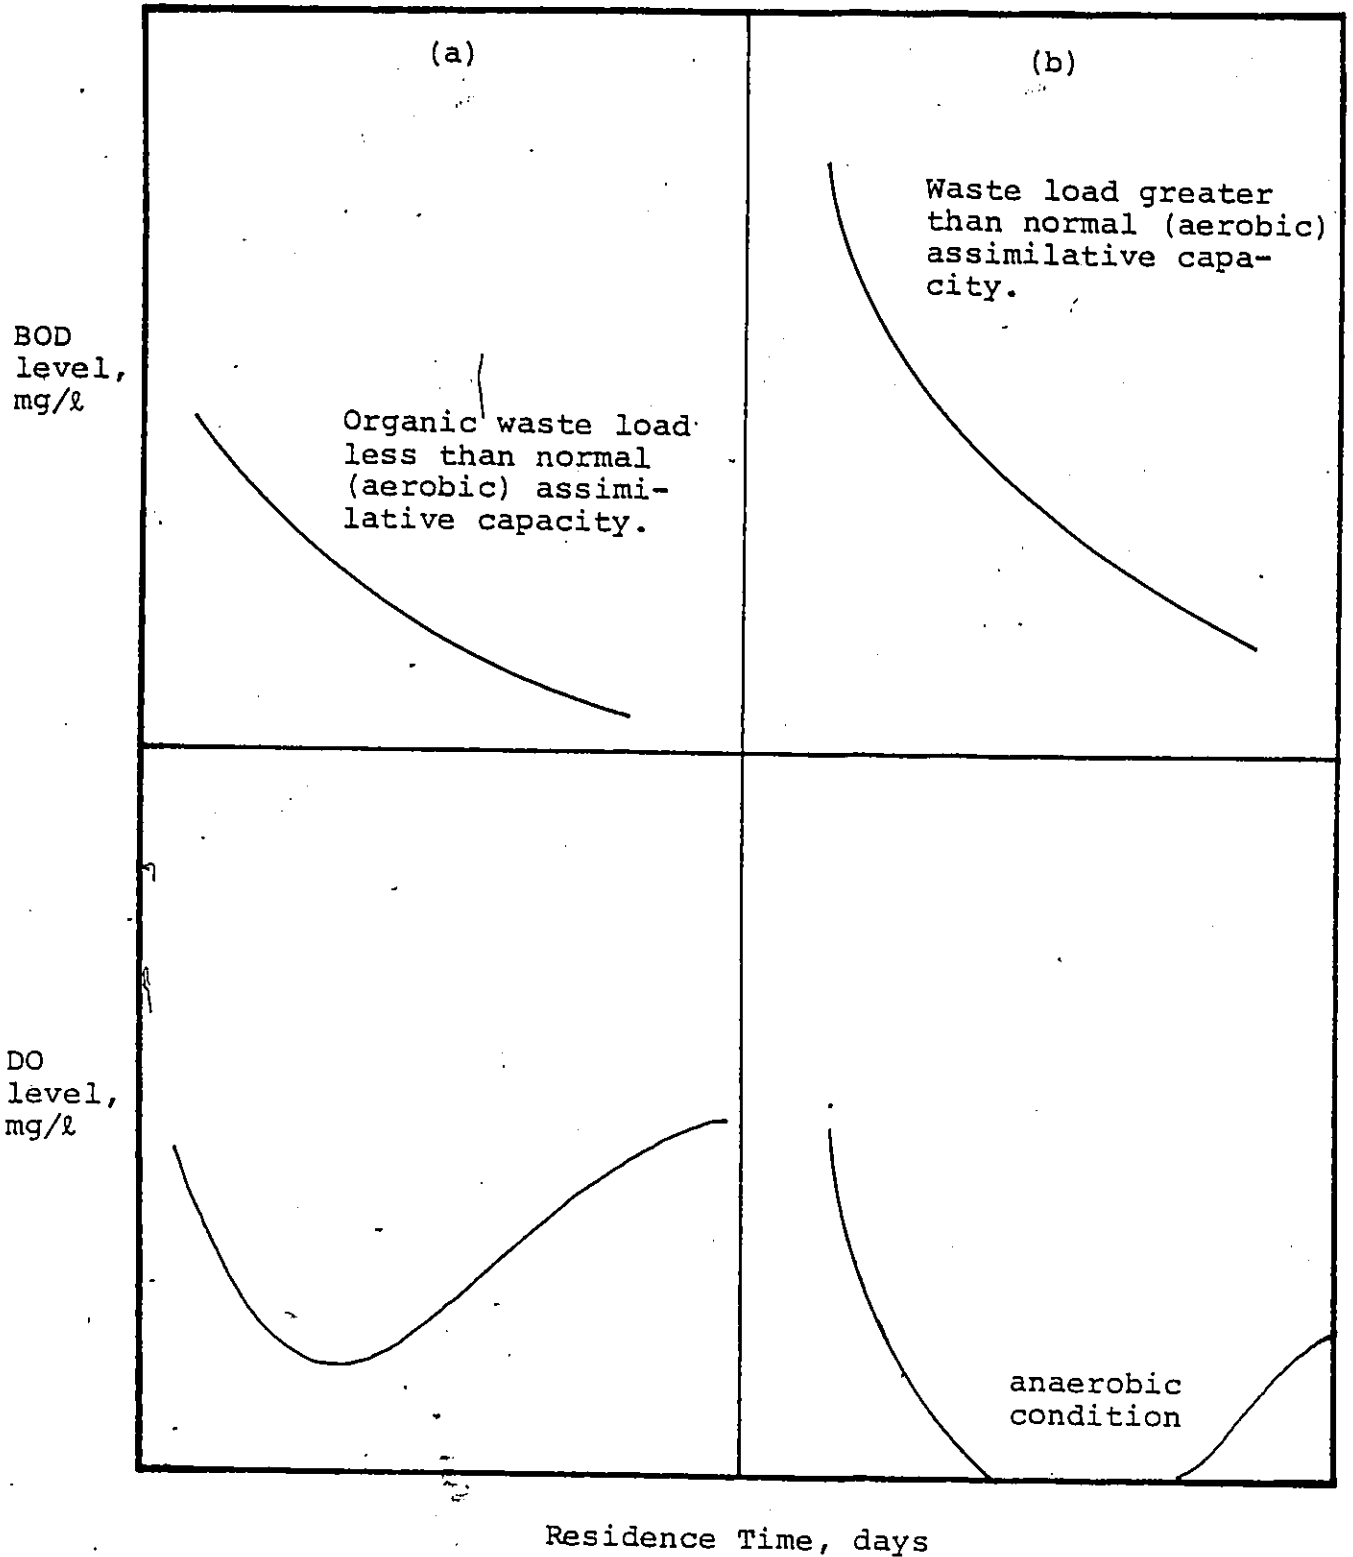 (a)
(b)
Waste load greater
than normal (aerobic)
assimilative capa-
city.
BOD
level,
mg/ℓ
Organic waste load
less than normal
(aerobic) assimi-
lative capacity.
DO
level,
mg/ℓ
anaerobic
condition
Residence Time, days